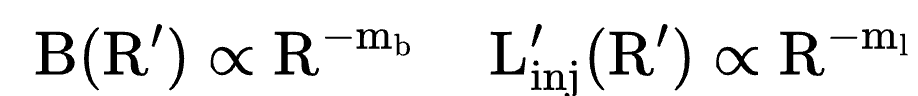 B(R′) ∝ R^{−m_b} L′_{inj}(R′) ∝ R^{−m_l}